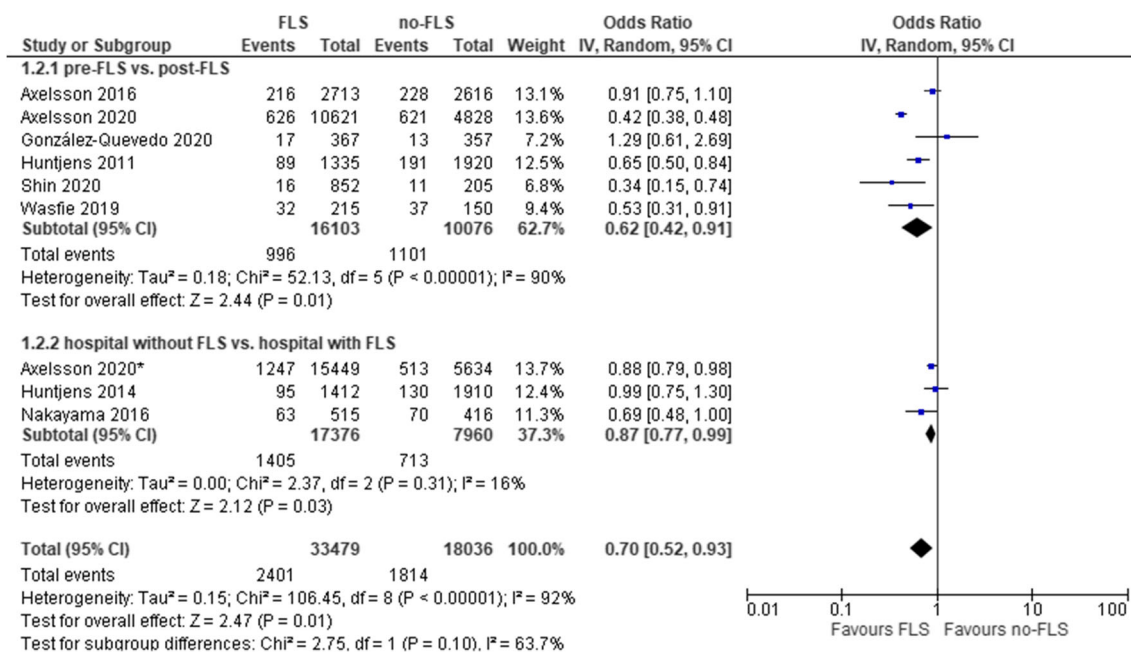 FLS no-FLS Odds Ratio Odds Ratio
Study or Subgroup Events Total Events Total Weight IV, Random, 95% CI IV, Random, 95% CI
1.2.1 pre-FLS vs. post-FLS
Axelsson 2016 216 2713 228 2616 13.1% 0.91 [0.75, 1.10]
Axelsson 2020 626 10621 621 4828 13.6% 0.42 [0.38, 0.48]
González-Quevedo 2020 17 367 13 357 7.2% 1.29 [0.61, 2.69]
Huntjens 2011 89 1335 191 1920 12.5% 0.65 [0.50, 0.84]
Shin 2020 16 852 11 205 6.8% 0.34 [0.15, 0.74]
Wasfie 2019 32 215 37 150 9.4% 0.53 [0.31, 0.91]
Subtotal (95% CI) 16103 10076 62.7% 0.62 [0.42, 0.91]
Total events 996 1101
Heterogeneity: Tau² = 0.18; Chi² = 52.13, df = 5 (P < 0.00001); I² = 90%
Test for overall effect: Z = 2.44 (P = 0.01)
1.2.2 hospital without FLS vs. hospital with FLS
Axelsson 2020* 1247 15449 513 5634 13.7% 0.88 [0.79, 0.98]
Huntjens 2014 95 1412 130 1910 12.4% 0.99 [0.75, 1.30]
Nakayama 2016 63 515 70 416 11.3% 0.69 [0.48, 1.00]
Subtotal (95% CI) 17376 7960 37.3% 0.87 [0.77, 0.99]
Total events 1405 713
Heterogeneity: Tau² = 0.00; Chi² = 2.37, df = 2 (P = 0.31); I² = 16%
Test for overall effect: Z = 2.12 (P = 0.03)
Total (95% CI) 33479 18036 100.0% 0.70 [0.52, 0.93]
Total events 2401 1814
Heterogeneity: Tau² = 0.15; Chi² = 106.45, df = 8 (P < 0.00001); I² = 92%
Test for overall effect: Z = 2.47 (P = 0.01)
Test for subgroup differences: Chi² = 2.75, df = 1 (P = 0.10), I² = 63.7%
0.01 0.1 1 10 100
Favours FLS Favours no-FLS